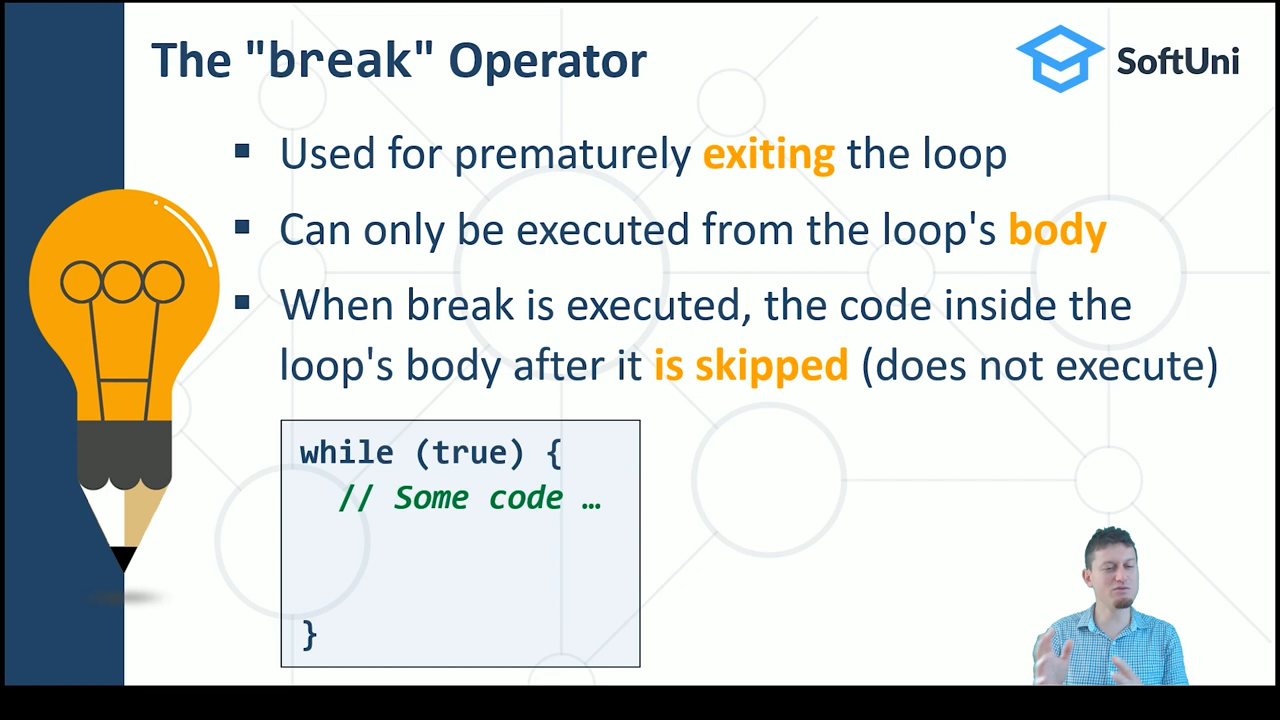 The "break" Operator
SoftUni
▪ Used for prematurely exiting the loop
▪ Can only be executed from the loop's body
▪ When break is executed, the code inside the
loop's body after it is skipped (does not execute)
while (true) {
// Some code …
}